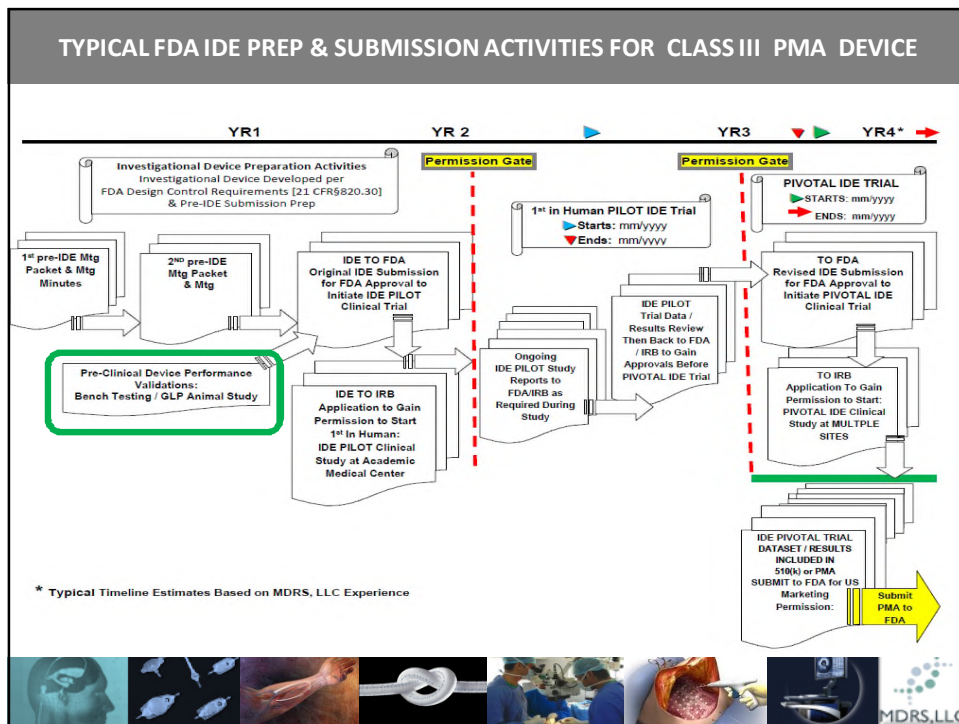 TYPICAL FDA IDE PREP & SUBMISSION ACTIVITIES FOR CLASS III PMA DEVICE
YR1
YR 2
YR3
YR4*
Investigational Device Preparation Activities
Investigational Device Developed per
FDA Design Control Requirements [21 CFR§820.30]
& Pre-IDE Submission Prep
Permission Gate
Permission Gate
PIVOTAL IDE TRIAL
STARTS: mm/yyyy
ENDS: mm/yyyy
1st in Human PILOT IDE Trial
Starts: mm/yyyy
Ends: mm/yyyy
1st pre-IDE Mtg
Packet & Mtg
Minutes
2ND pre-IDE
Mtg Packet
& Mtg
IDE TO FDA
Original IDE Submission
for FDA Approval to
Initiate IDE PILOT
Clinical Trial
Pre-Clinical Device Performance
Validations:
Bench Testing / GLP Animal Study
IDE TO IRB
Application to Gain
Permission to Start
1st In Human:
IDE PILOT Clinical
Study at Academic
Medical Center
Ongoing
IDE PILOT Study
Reports to
FDA/IRB as
Required During
Study
IDE PILOT
Trial Data /
Results Review
Then Back to FDA
/ IRB to Gain
Approvals Before
PIVOTAL IDE Trial
TO FDA
Revised IDE Submission
for FDA Approval to
Initiate PIVOTAL IDE
Clinical Trial
TO IRB
Application To Gain
Permission to Start:
PIVOTAL IDE Clinical
Study at MULTPLE
SITES
IDE PIVOTAL TRIAL
DATASET / RESULTS
INCLUDED IN
510(k) or PMA
SUBMIT to FDA for US
Marketing
Permission:
Submit
PMA to
FDA
* Typical Timeline Estimates Based on MDRS, LLC Experience
MDRS,LLC